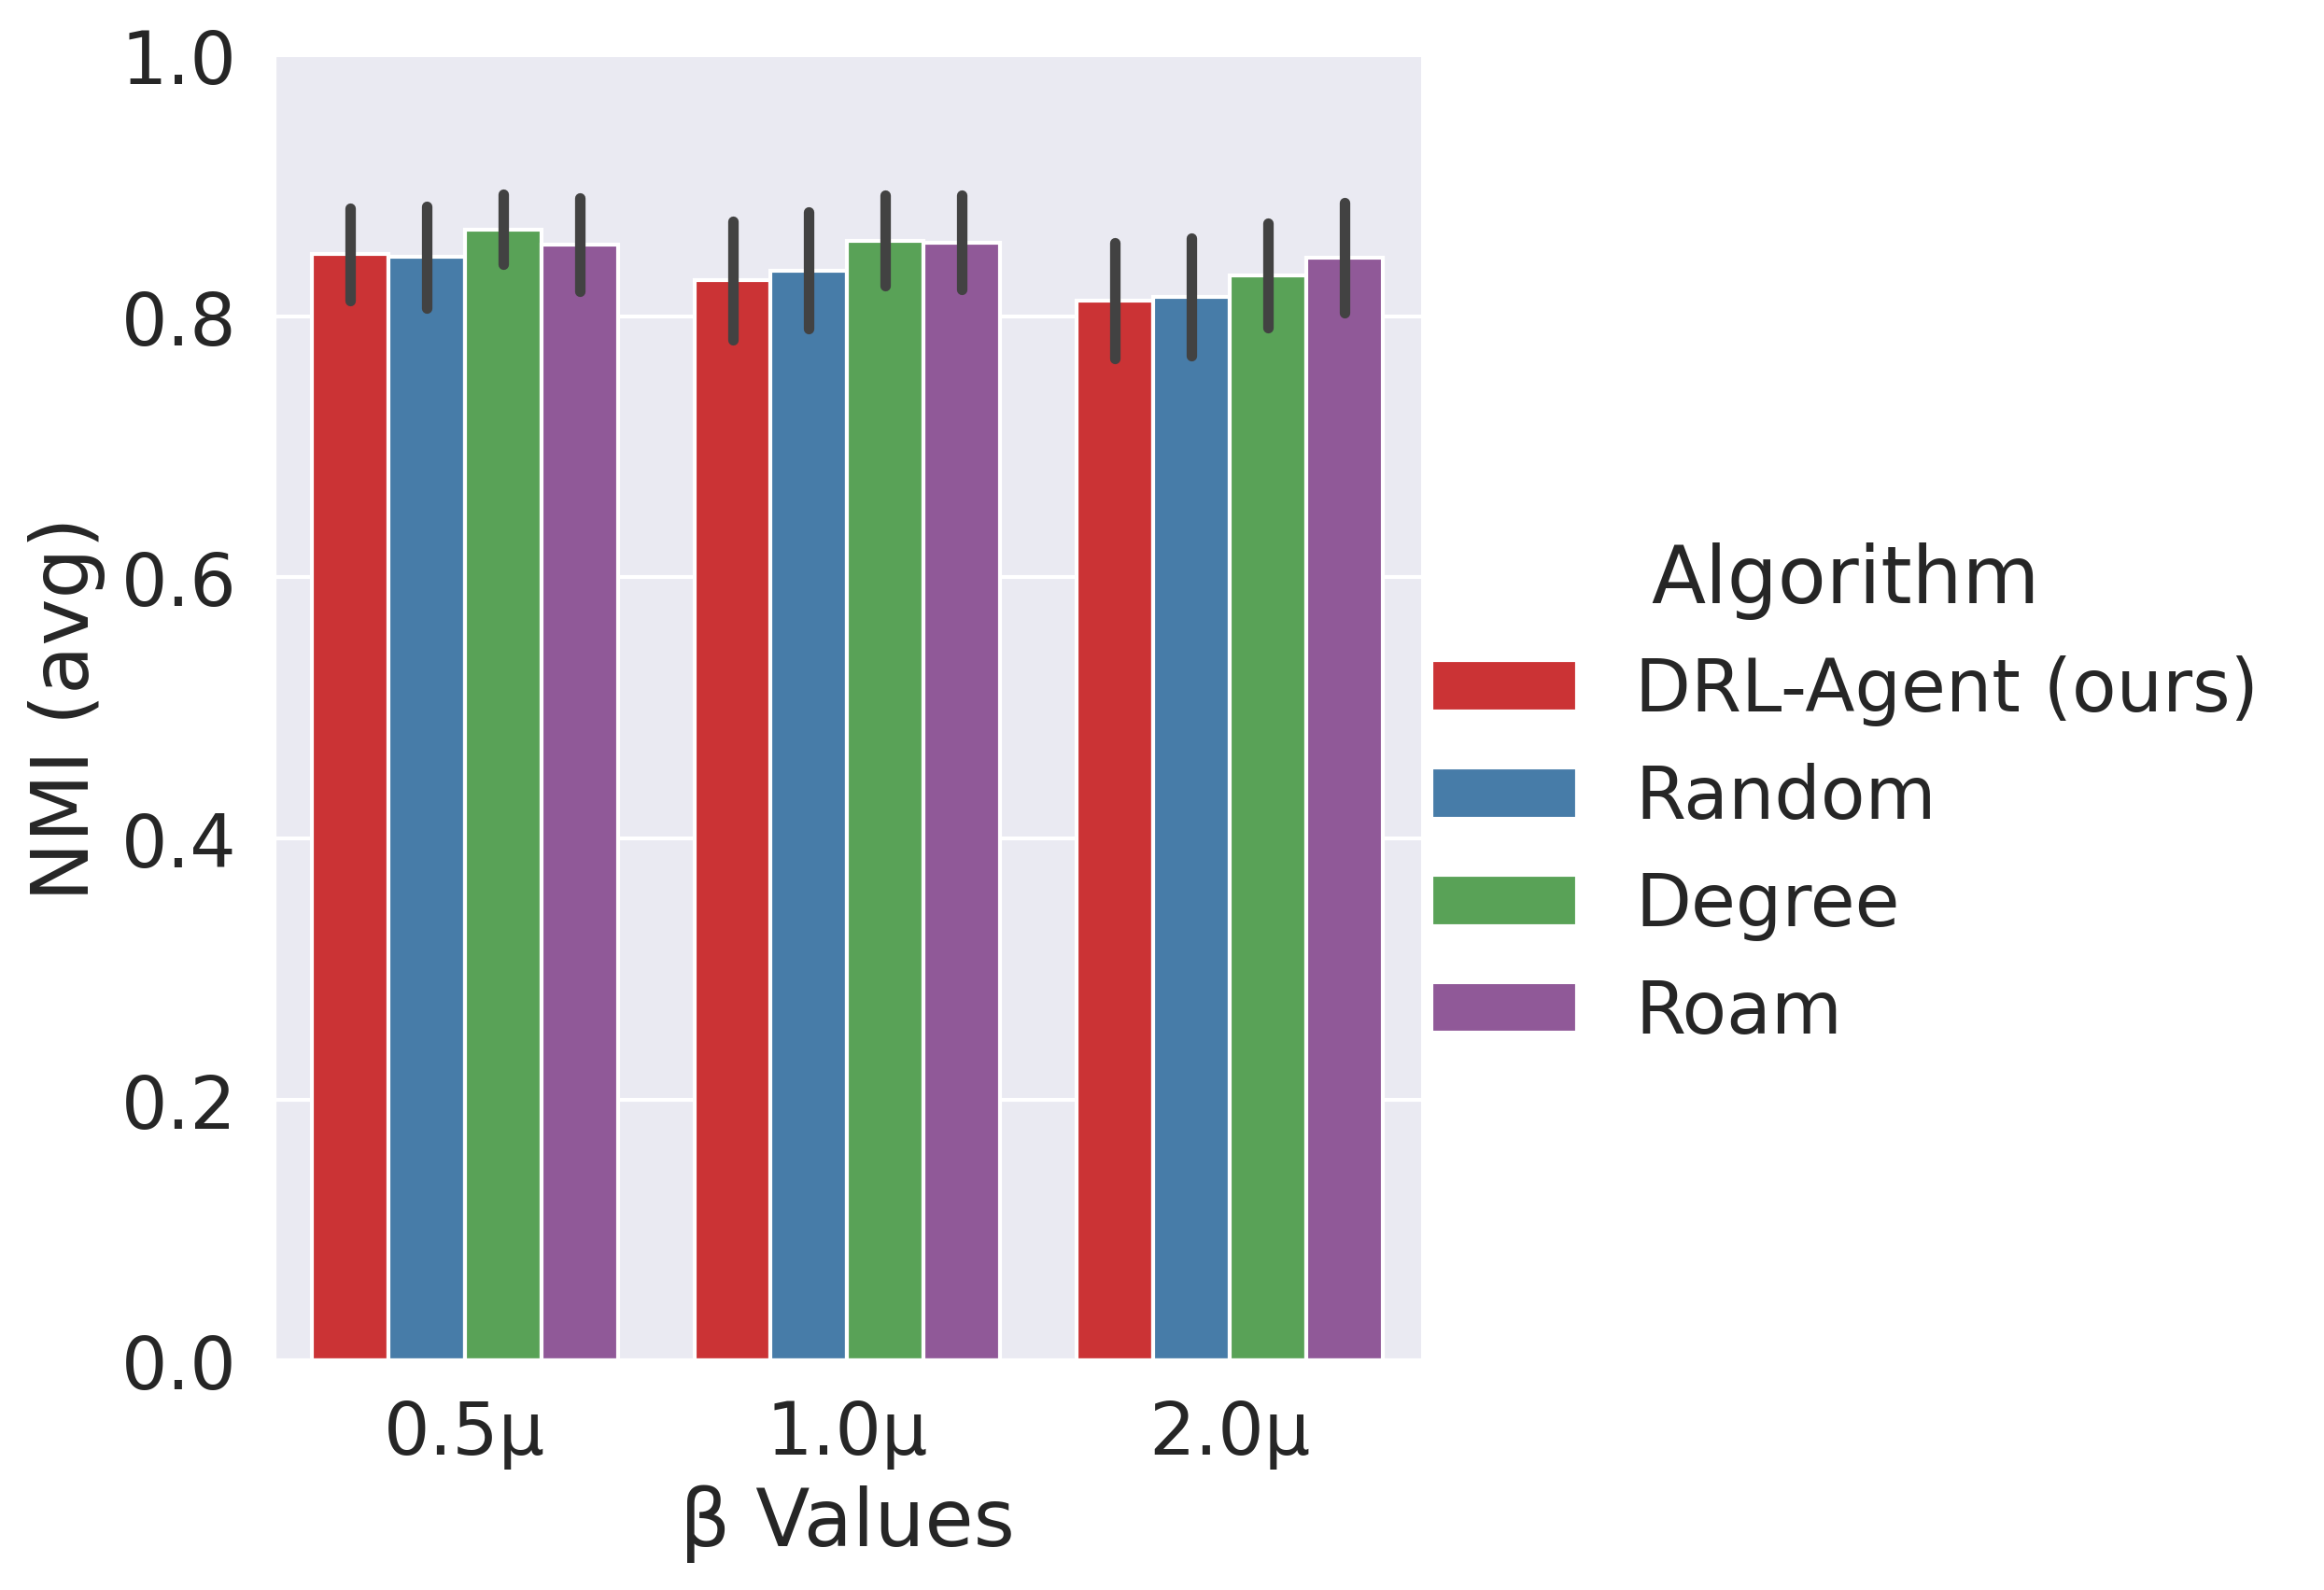 1.0
0.8
0.6
0.4
0.2
0.0
NMI (avg)
0.5μ 1.0μ 2.0μ
β Values
Algorithm
DRL-Agent (ours)
Random
Degree
Roam